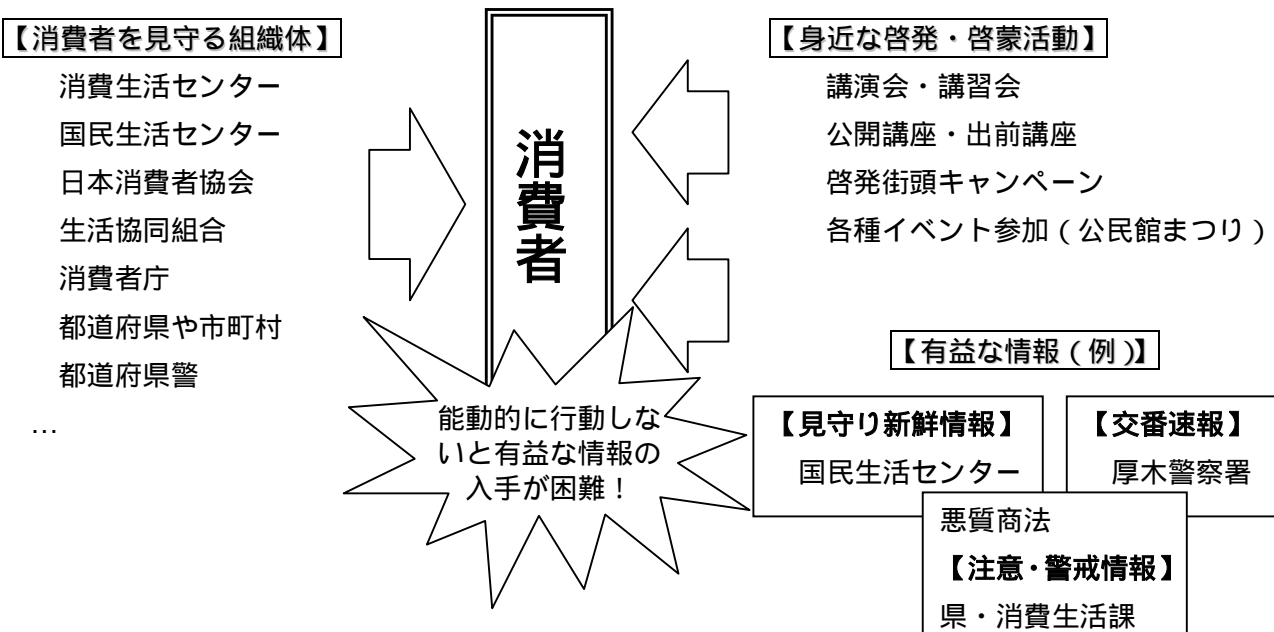 【消費者を見守る組織体】
消費生活センター
国民生活センター
日本消費者協会
生活協同組合
消費者庁
都道府県や市町村
都道府県警
…
消費者
能動的に行動しな
いと有益な情報の
入手が困難！
【身近な啓発・啓蒙活動】
講演会・講習会
公開講座・出前講座
啓発街頭キャンペーン
各種イベント参加（公民館まつり）
【有益な情報（例）】
【見守り新鮮情報】
国民生活センター
【交番速報】
厚木警察署
悪質商法
【注意・警戒情報】
県・消費生活課